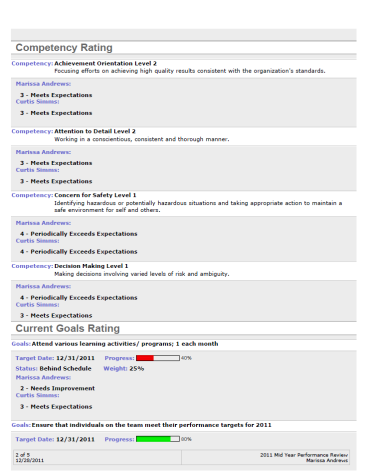 Competency Rating
Competency: Achievement Orientation Level 2
Focusing efforts on achieving high quality results consistent with the organization's standards.
Marissa Andrews:
3 - Meets Expectations
Curtis Simms:
3 - Meets Expectations
Competency: Attention to Detail Level 2
Working in a conscientious, consistent and thorough manner.
Marissa Andrews:
3 - Meets Expectations
Curtis Simms:
3 - Meets Expectations
Competency: Concern for Safety Level 1
Identifying hazardous or potentially hazardous situations and taking appropriate action to maintain a
safe environment for self and others.
Marissa Andrews:
4 - Periodically Exceeds Expectations
Curtis Simms:
4 - Periodically Exceeds Expectations
Competency: Decision Making Level 1
Making decisions involving varied levels of risk and ambiguity.
Marissa Andrews:
4 - Periodically Exceeds Expectations
Curtis Simms:
3 - Meets Expectations
Current Goals Rating
Goals: Attend various learning activities/ programs; 1 each month
Target Date: 12/31/2011 Progress: 40%
Status: Behind Schedule Weight: 25%
Marissa Andrews:
2 - Needs Improvement
Curtis Simms:
3 - Meets Expectations
Goals: Ensure that individuals on the team meet their performance targets for 2011
Target Date: 12/31/2011 Progress: 80%
2 of 5 2011 Mid Year Performance Review
12/28/2011 Marissa Andrews